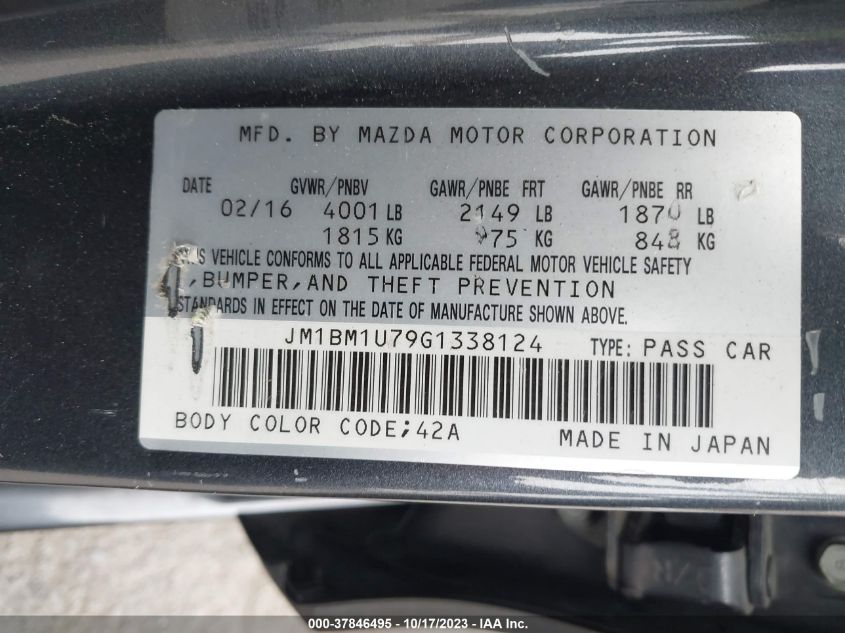 MFD. BY MAZDA MOTOR CORPORATION
DATE GVWR/PNBV GAWR/PNBE FRT GAWR/PNBE RR
02/16 4001 LB 2149 LB 1870 LB
1815 KG 975 KG 848 KG
THIS VEHICLE CONFORMS TO ALL APPLICABLE FEDERAL MOTOR VEHICLE SAFETY
,BUMPER,AND THEFT PREVENTION
STANDARDS IN EFFECT ON THE DATE OF MANUFACTURE SHOWN ABOVE.
JM1BM1U79G1338124 TYPE: PASS CAR
BODY COLOR CODE;42A
MADE IN JAPAN
000-37846495 - 10/17/2023 - IAA Inc.